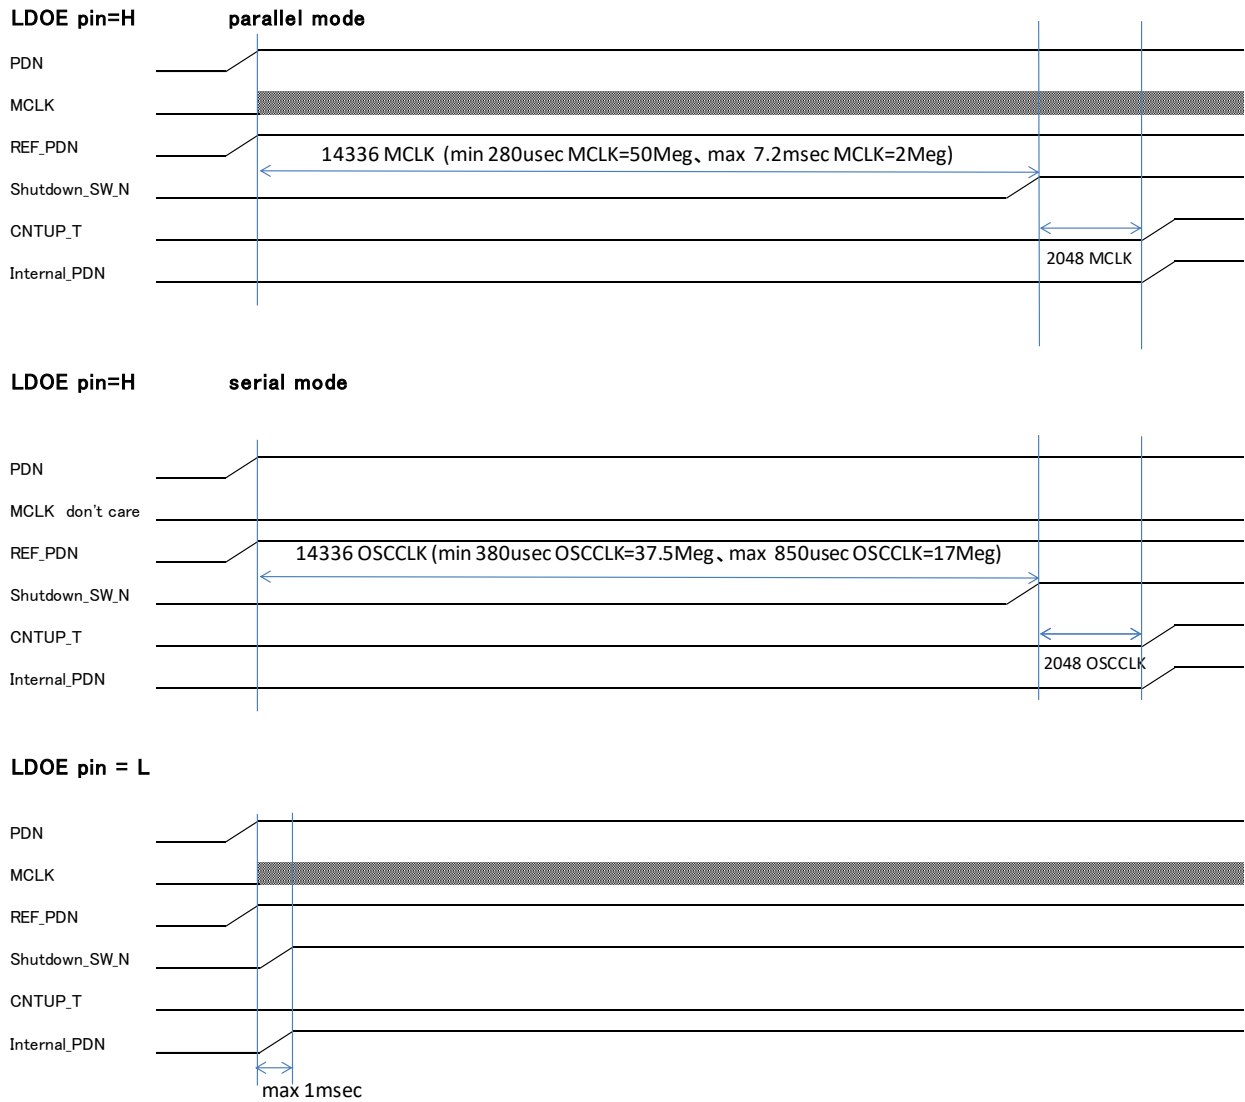 LDOE pin=H parallel mode
PDN
MCLK
REF_PDN
14336 MCLK (min 280usec MCLK=50Meg、max 7.2msec MCLK=2Meg)
Shutdown_SW_N
CNTUP_T
2048 MCLK
Internal_PDN
LDOE pin=H serial mode
PDN
MCLK don't care
REF_PDN
14336 OSCCLK (min 380usec OSCCLK=37.5Meg、max 850usec OSCCLK=17Meg)
Shutdown_SW_N
CNTUP_T
2048 OSCCLK
Internal_PDN
LDOE pin = L
PDN
MCLK
REF_PDN
Shutdown_SW_N
CNTUP_T
Internal_PDN
max 1msec